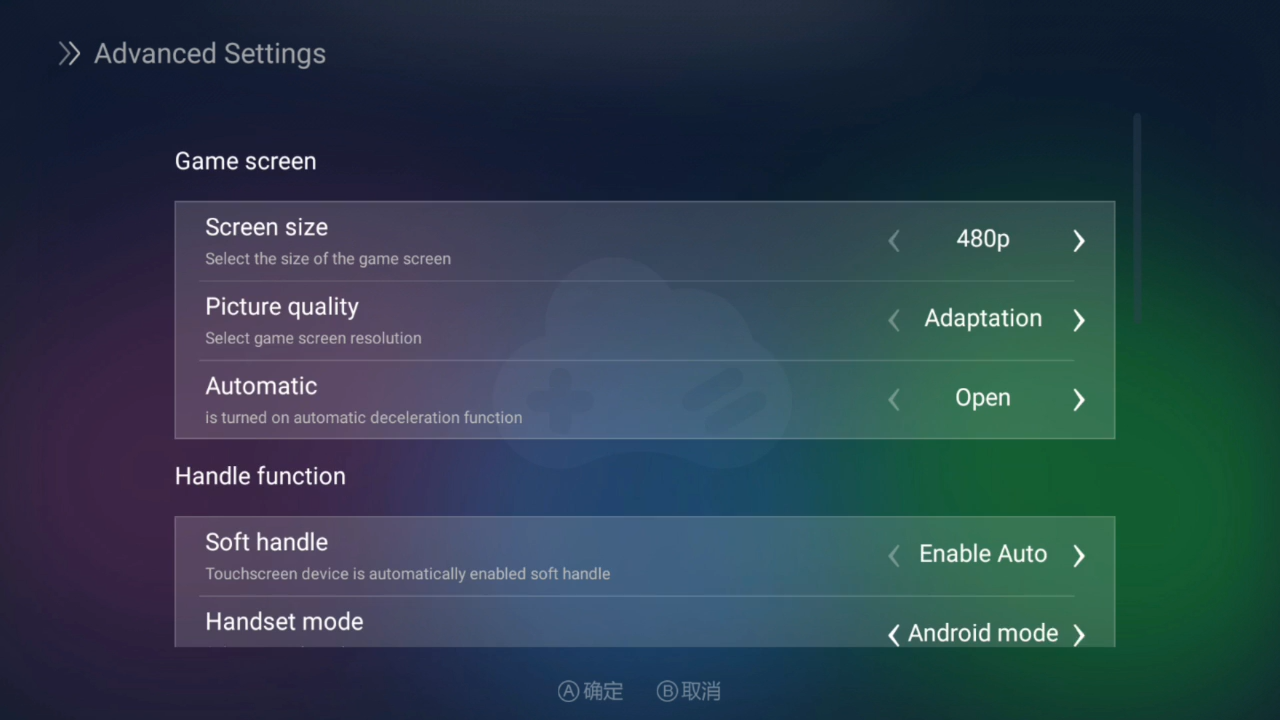 Advanced Settings
Game screen
Screen size
480p
Select the size of the game screen
Picture quality
Adaptation
Select game screen resolution
Automatic
Open
is turned on automatic deceleration function
Handle function
Soft handle
Enable Auto
Touchscreen device is automatically enabled soft handle
Handset mode
Android mode
Ⓐ确定 Ⓑ取消